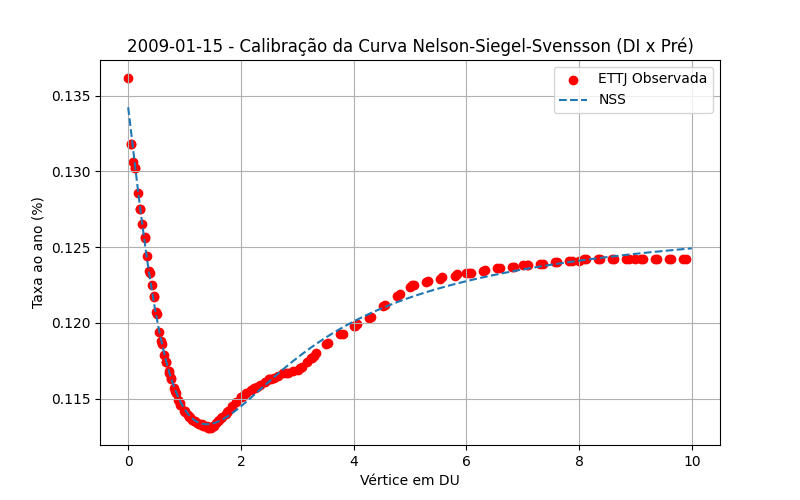 2009-01-15 - Calibração da Curva Nelson-Siegel-Svensson (DI x Pré)
ETTJ Observada
NSS
Taxa ao ano (%)
0.135
0.130
0.125
0.120
0.115
0 2 4 6 8 10
Vértice em DU